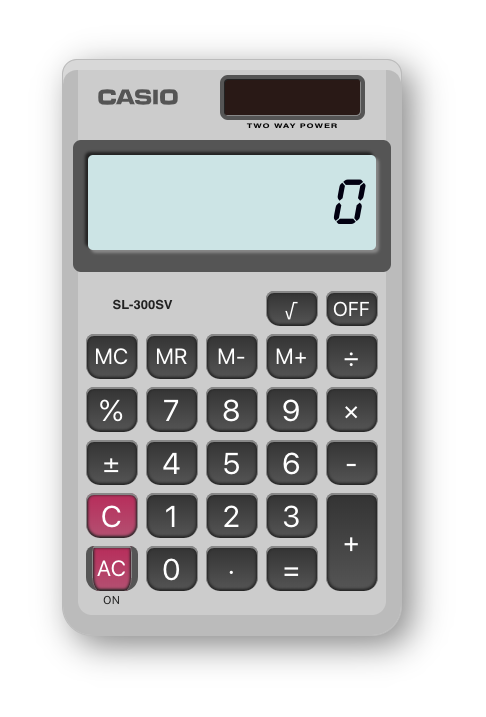 CASIO
TWO WAY POWER
0
SL-300SV
√ OFF
MC MR M- M+ ÷
% 7 8 9 ×
± 4 5 6 -
C 1 2 3
+
AC 0 · =
ON